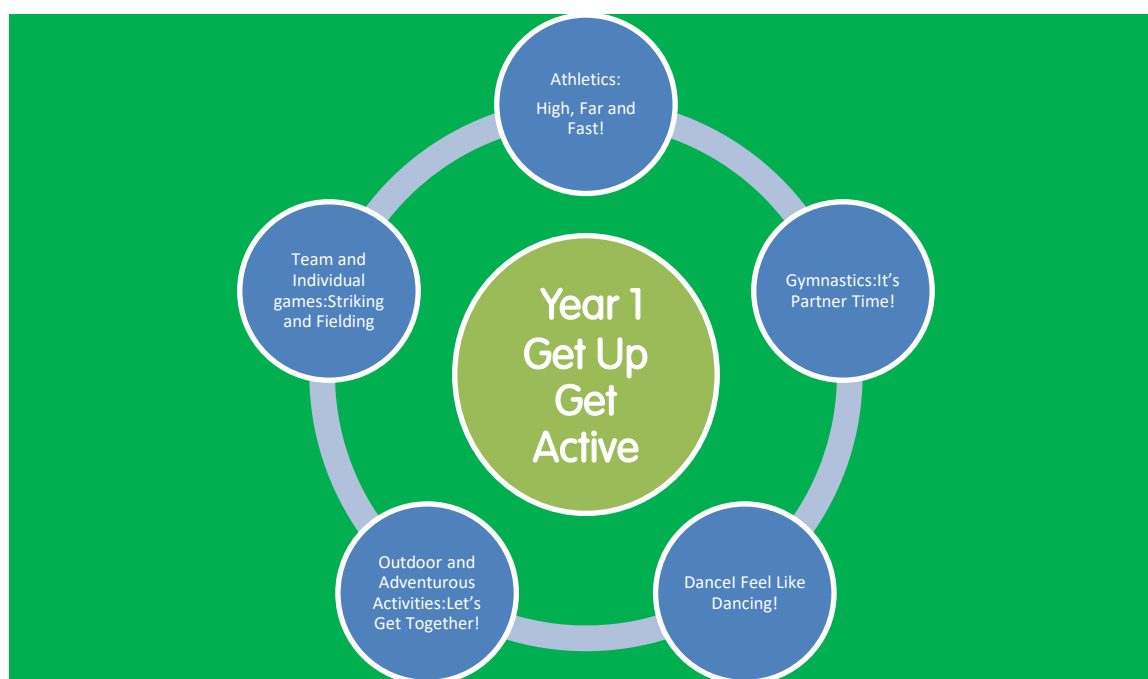 Athletics:
High, Far and
Fast!
Gymnastics:It's
Partner Time!
DanceI Feel Like
Dancing!
Outdoor and
Adventurous
Activities:Let's
Get Together!
Team and
Individual
games:Striking
and Fielding
Year 1
Get Up
Get
Active